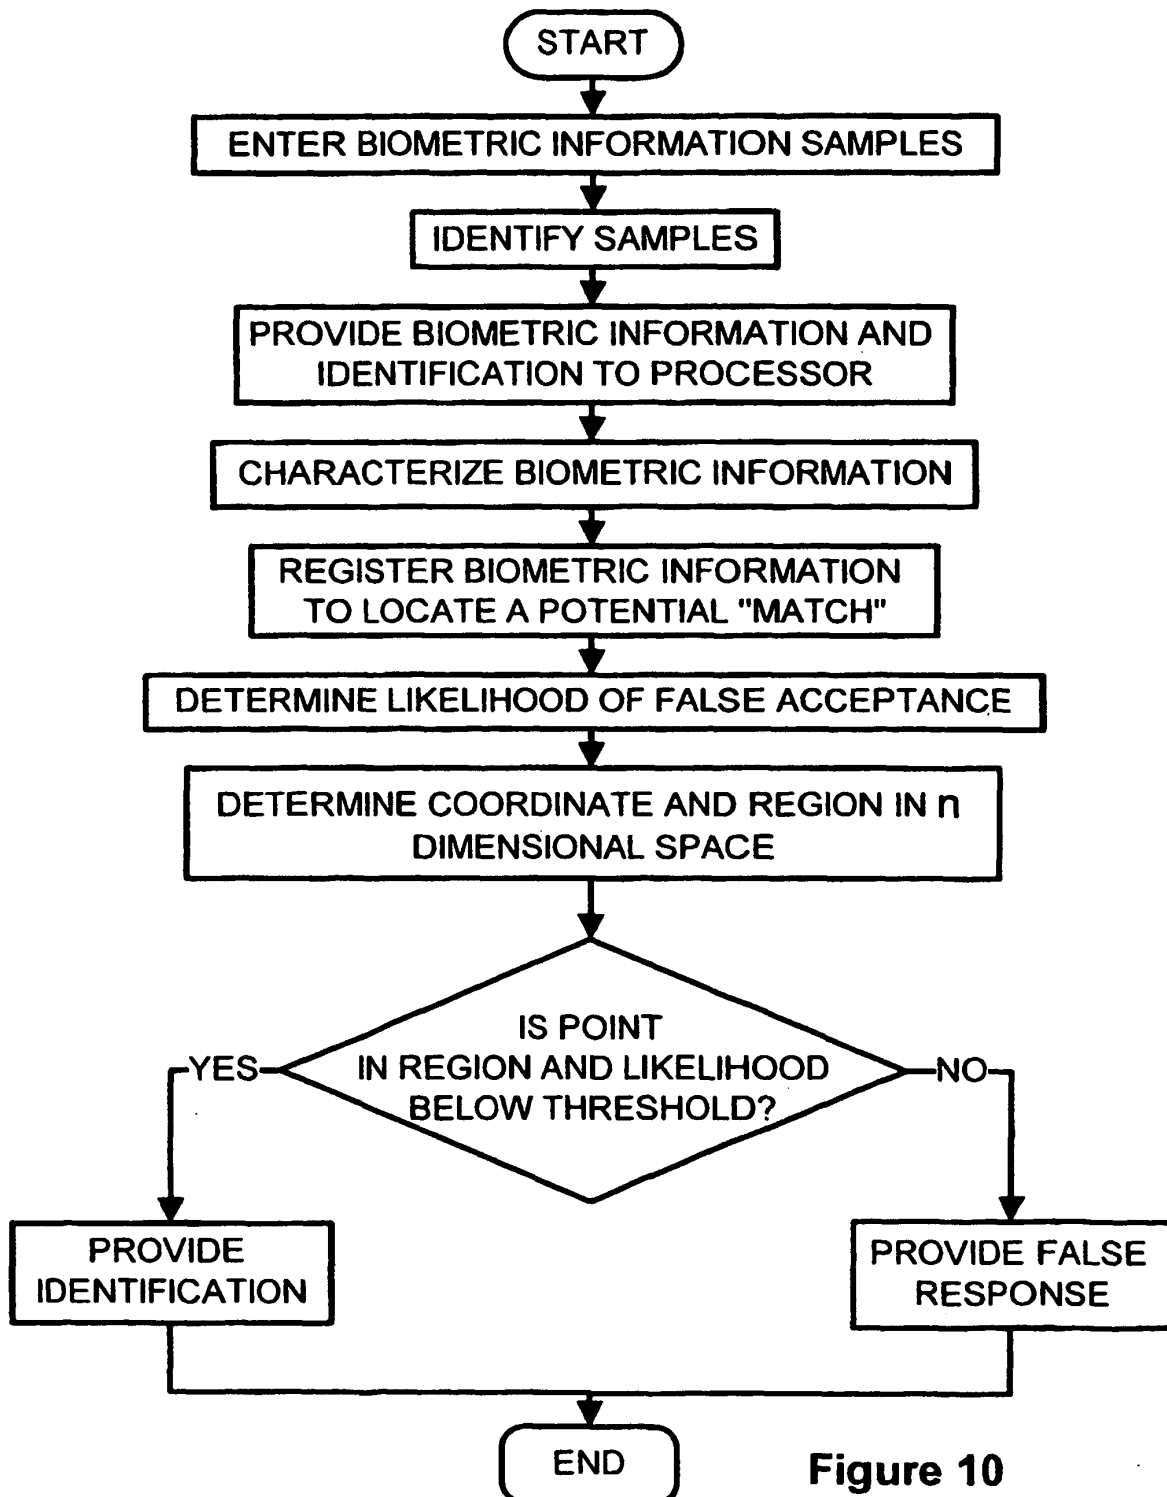 START
ENTER BIOMETRIC INFORMATION SAMPLES
IDENTIFY SAMPLES
PROVIDE BIOMETRIC INFORMATION AND
IDENTIFICATION TO PROCESSOR
CHARACTERIZE BIOMETRIC INFORMATION
REGISTER BIOMETRIC INFORMATION
TO LOCATE A POTENTIAL "MATCH"
DETERMINE LIKELIHOOD OF FALSE ACCEPTANCE
DETERMINE COORDINATE AND REGION IN n
DIMENSIONAL SPACE
IS POINT
IN REGION AND LIKELIHOOD
BELOW THRESHOLD?
YES
NO
PROVIDE
IDENTIFICATION
PROVIDE FALSE
RESPONSE
END
Figure 10